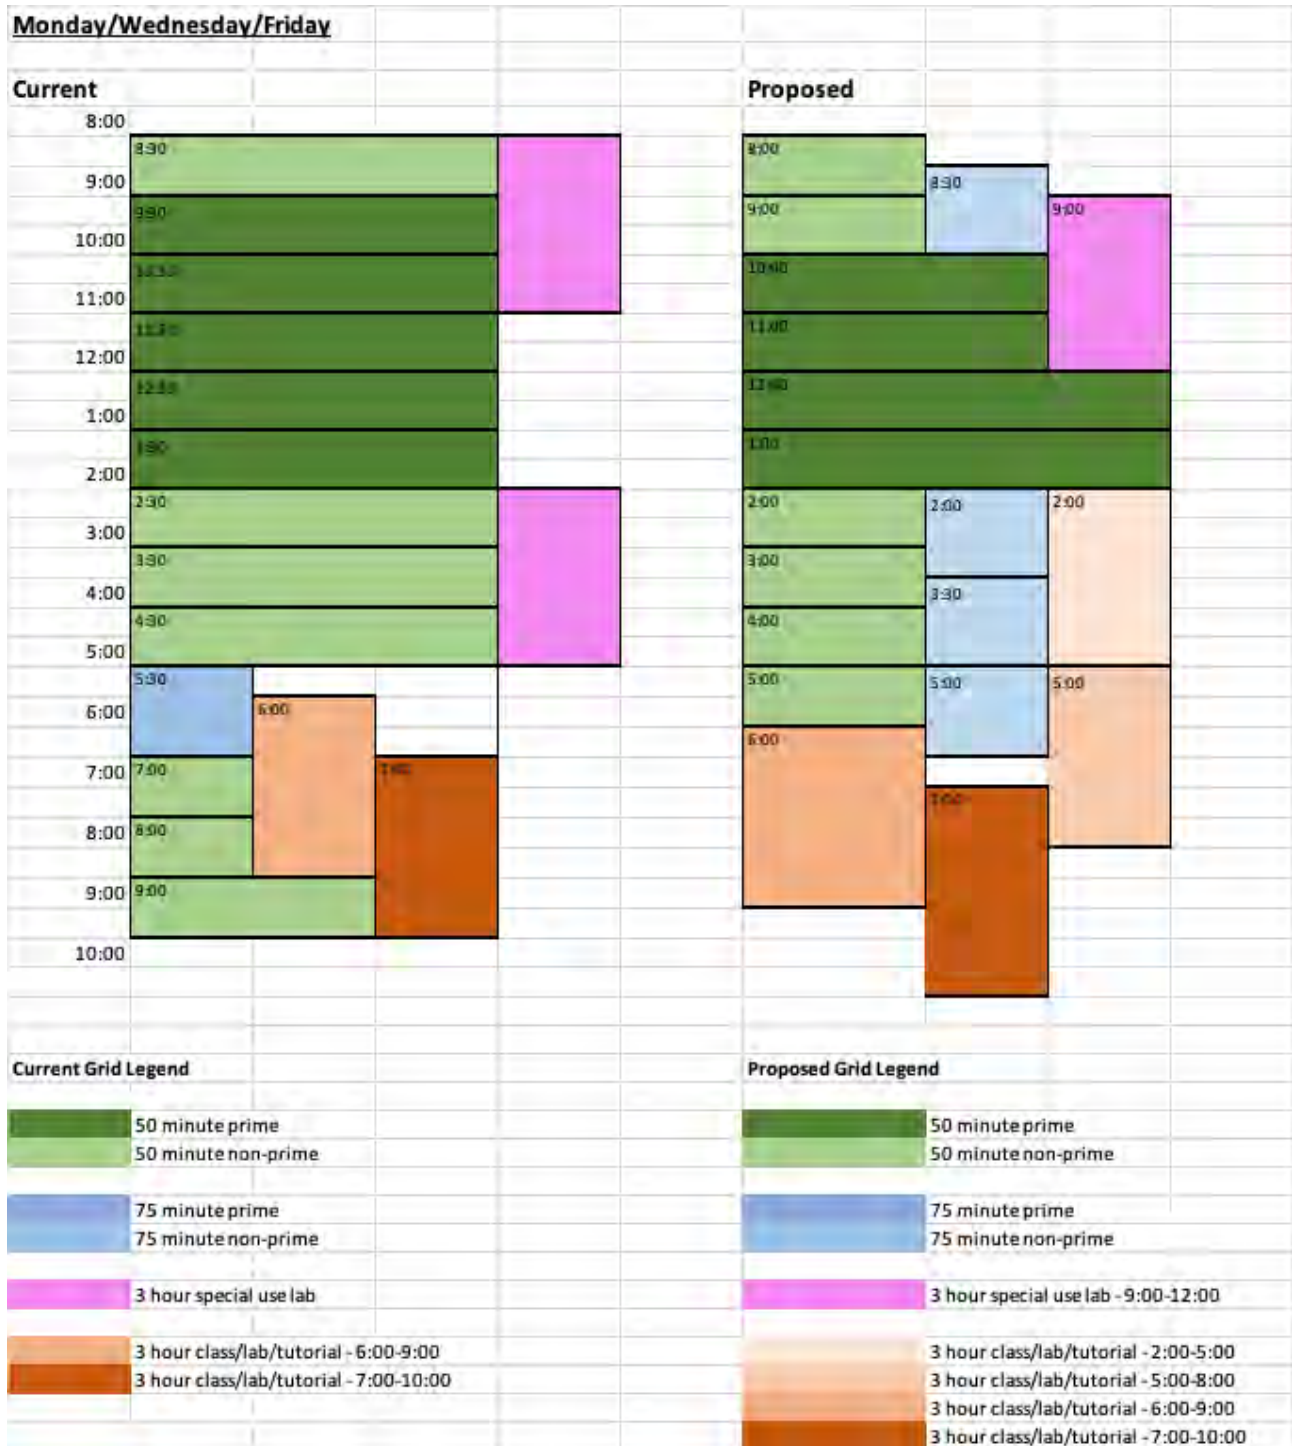 Monday/Wednesday/Friday
Current
8:00
9:00
10:00
11:00
12:00
1:00
2:00
3:00
4:00
5:00
6:00
7:00
8:00
9:00
10:00
8:30
9:30
10:30
11:30
12:30
1:30
2:30
3:30
4:30
5:30
6:00
7:00
7:00
8:00
9:00
Proposed
8:00
8:30
9:00
9:00
10:00
11:00
12:00
1:00
2:00
2:00
2:00
3:00
3:30
4:00
5:00
5:00
5:00
6:00
7:00
Current Grid Legend
50 minute prime
50 minute non-prime
75 minute prime
75 minute non-prime
3 hour special use lab
3 hour class/lab/tutorial - 6:00-9:00
3 hour class/lab/tutorial - 7:00-10:00
Proposed Grid Legend
50 minute prime
50 minute non-prime
75 minute prime
75 minute non-prime
3 hour special use lab - 9:00-12:00
3 hour class/lab/tutorial - 2:00-5:00
3 hour class/lab/tutorial - 5:00-8:00
3 hour class/lab/tutorial - 6:00-9:00
3 hour class/lab/tutorial - 7:00-10:00